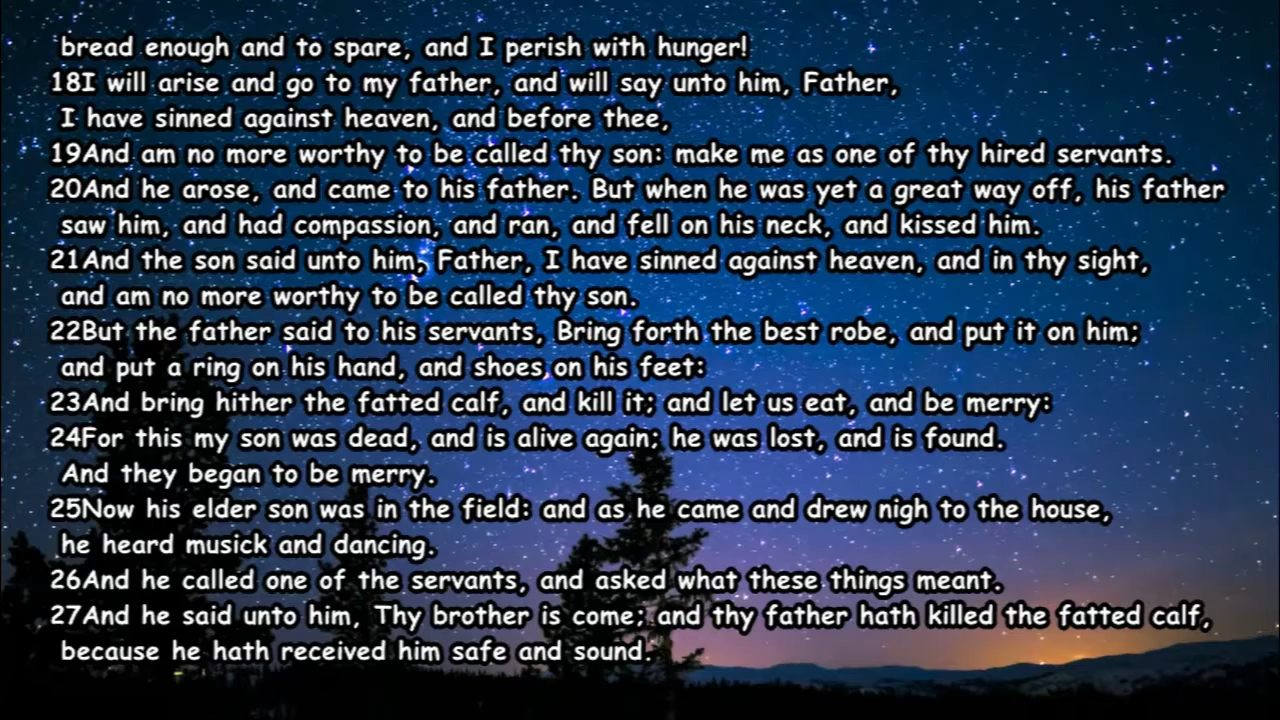 bread enough and to spare, and I perish with hunger!
18I will arise and go to my father, and will say unto him, Father,
I have sinned against heaven, and before thee,
19And am no more worthy to be called thy son: make me as one of thy hired servants.
20And he arose, and came to his father. But when he was yet a great way off, his father
saw him, and had compassion, and ran, and fell on his neck, and kissed him.
21And the son said unto him, Father, I have sinned against heaven, and in thy sight,
and am no more worthy to be called thy son.
22But the father said to his servants, Bring forth the best robe, and put it on him;
and put a ring on his hand, and shoes on his feet:
23And bring hither the fatted calf, and kill it; and let us eat, and be merry:
24For this my son was dead, and is alive again; he was lost, and is found.
And they began to be merry.
25Now his elder son was in the field: and as he came and drew nigh to the house,
he heard musick and dancing.
26And he called one of the servants, and asked what these things meant.
27And he said unto him, Thy brother is come; and thy father hath killed the fatted calf,
because he hath received him safe and sound.